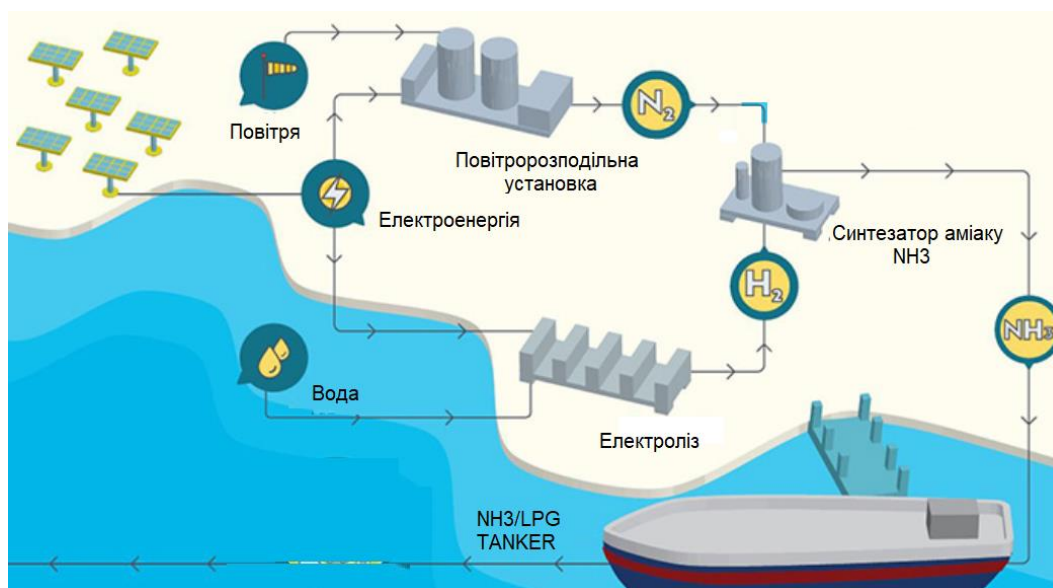 Повітря
N₂
Повітророзподільна
установка
Електроенергія
.Синтезатор аміаку
NH3
H₂
NH₃
Вода
Електроліз
NH3/LPG
TANKER